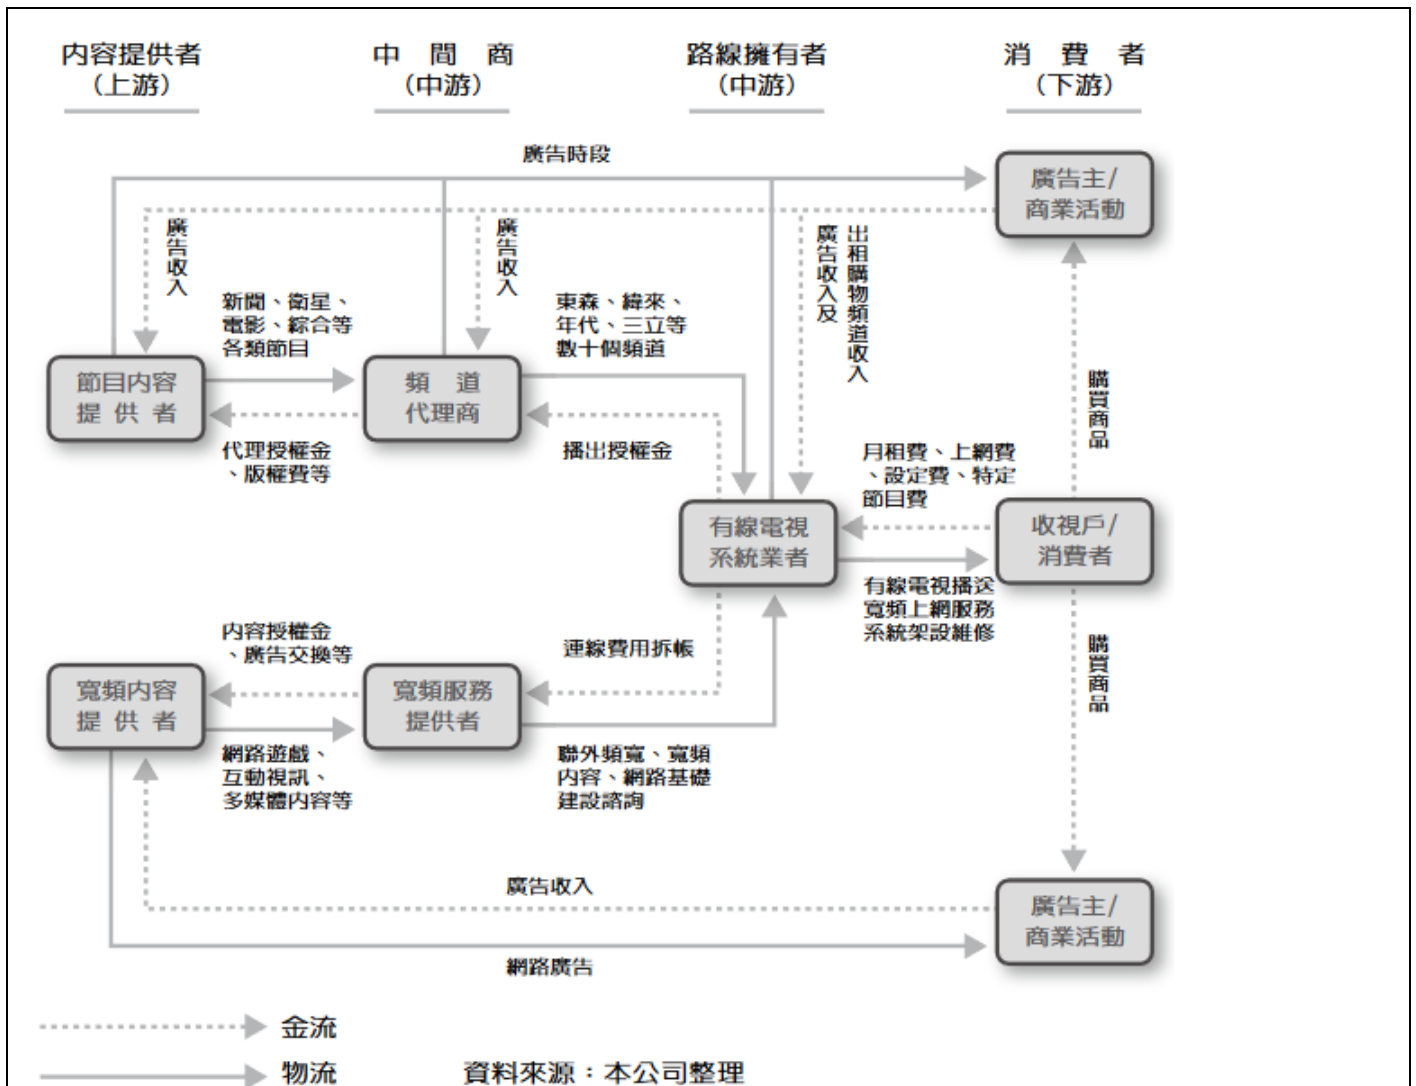 內容提供者
（上游）
中間商
（中游）
路線擁有者
（中游）
消費者
（下游）
廣告時段
廣告主/
商業活動
廣告收入
廣告收入
廣告收入及
出租購物頻道收入
新聞、衛星、
電影、綜合等
各類節目
東森、緯來、
年代、三立等
數十個頻道
購買商品
節目內容
提供者
頻道
代理商
代理授權金
、版權費等
播出授權金
月租費、上網費
、設定費、特定
節目費
有線電視
系統業者
收視戶/
消費者
有線電視播送
寬頻上網服務
系統架設維修
內容授權金
、廣告交換等
連線費用拆帳
購買商品
寬頻內容
提供者
寬頻服務
提供者
網路遊戲、
互動視訊、
多媒體內容等
聯外頻寬、寬頻
內容、網路基礎
建設諮詢
廣告收入
廣告主/
商業活動
網路廣告
金流
物流
資料來源：本公司整理